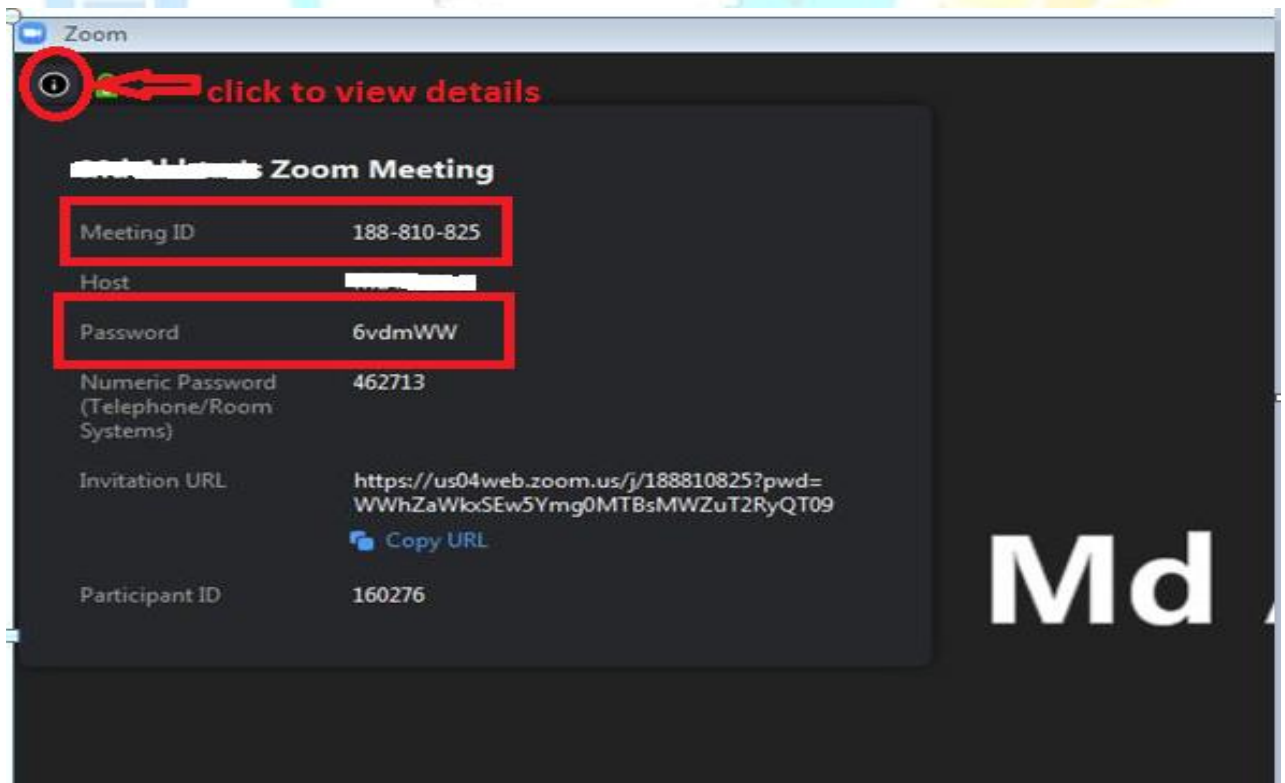 Zoom
click to view details
s Zoom Meeting
Meeting ID 188-810-825
Host
Password 6vdmWW
Numeric Password 462713
(Telephone/Room
Systems)
Invitation URL https://us04web.zoom.us/j/188810825?pwd=
WWhZaWkxSEw5Ymg0MTBsMWZuT2RyQT09
Copy URL
Md
Participant ID 160276